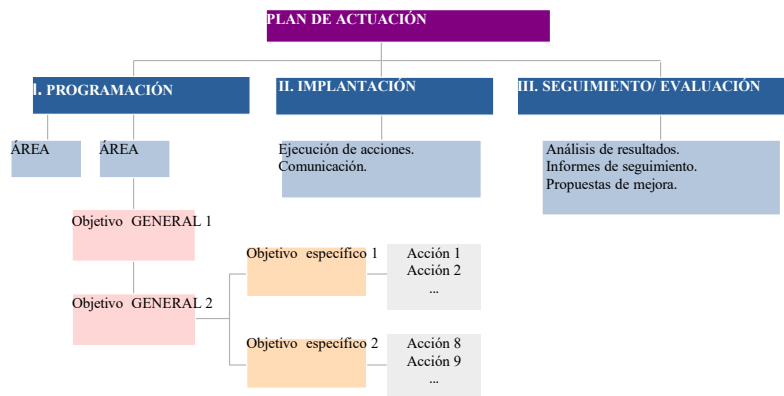 PLAN DE ACTUACIÓN
I. PROGRAMACIÓN
II. IMPLANTACIÓN
III. SEGUIMIENTO/ EVALUACIÓN
ÁREA
ÁREA
Ejecución de acciones.
Comunicación.
Análisis de resultados.
Informes de seguimiento.
Propuestas de mejora.
Objetivo GENERAL 1
Objetivo GENERAL 2
Objetivo específico 1
Acción 1
Acción 2
...
Objetivo específico 2
Acción 8
Acción 9
...